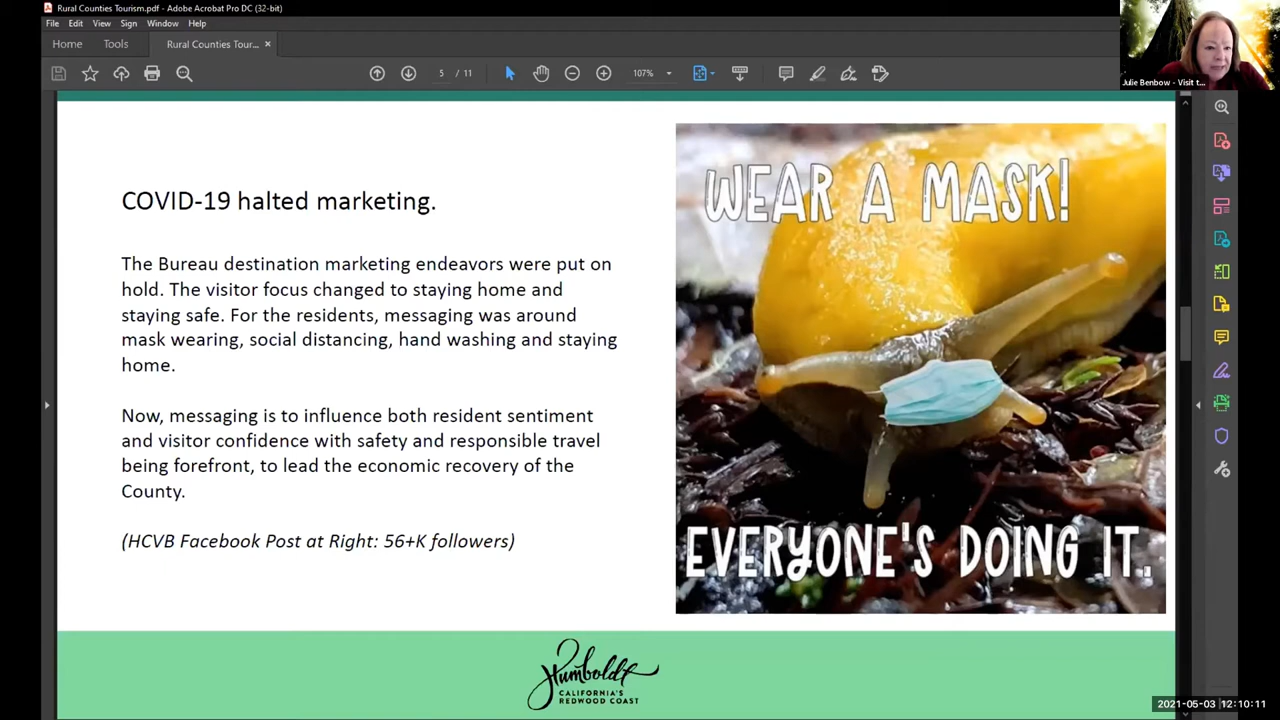 Rural Counties Tourism.pdf - Adobe Acrobat Pro DC (32-bit)
File Edit View Sign Window Help
Home Tools Rural Counties Tour... ×
5 / 11 107%
Julie Benbow - Visit t...
COVID-19 halted marketing.
The Bureau destination marketing endeavors were put on
hold. The visitor focus changed to staying home and
staying safe. For the residents, messaging was around
mask wearing, social distancing, hand washing and staying
home.
Now, messaging is to influence both resident sentiment
and visitor confidence with safety and responsible travel
being forefront, to lead the economic recovery of the
County.
(HCVB Facebook Post at Right: 56+K followers)
WEAR A MASK!
EVERYONE'S DOING IT.
Humboldt
CALIFORNIA'S
REDWOOD COAST
2021-05-03 12:10:11